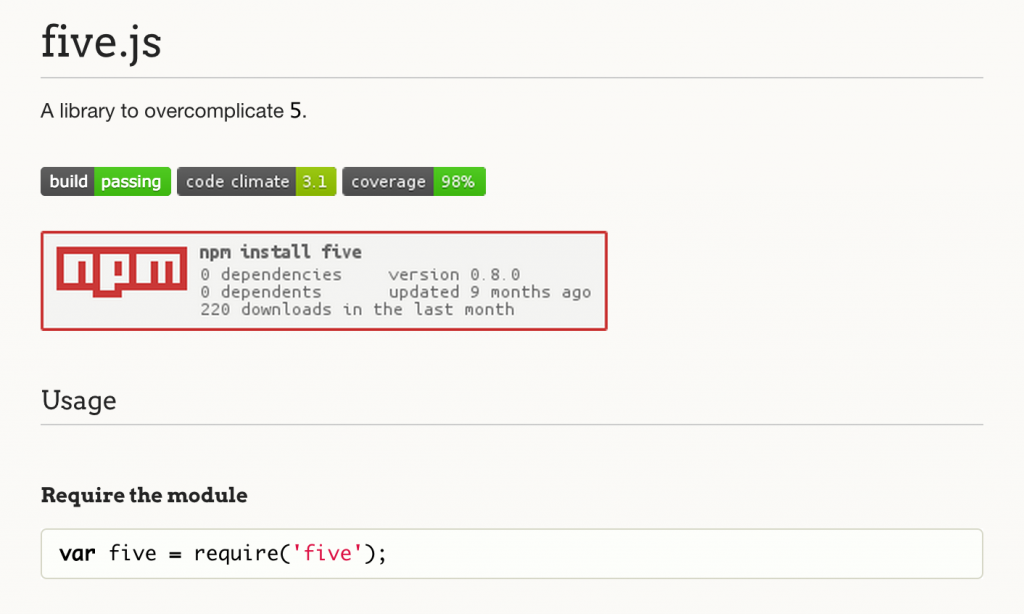 five.js
A library to overcomplicate 5.
build passing code climate 3.1 coverage 98%
npm npm install five
0 dependencies version 0.8.0
0 dependents updated 9 months ago
220 downloads in the last month
Usage
Require the module
var five = require('five');